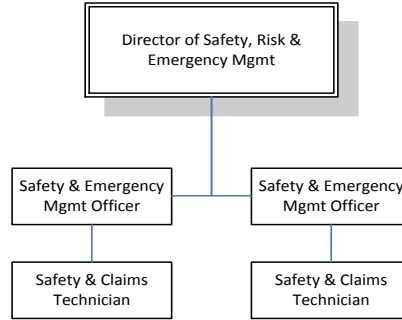 Director of Safety, Risk &
Emergency Mgmt
Safety & Emergency
Mgmt Officer
Safety & Emergency
Mgmt Officer
Safety & Claims
Technician
Safety & Claims
Technician